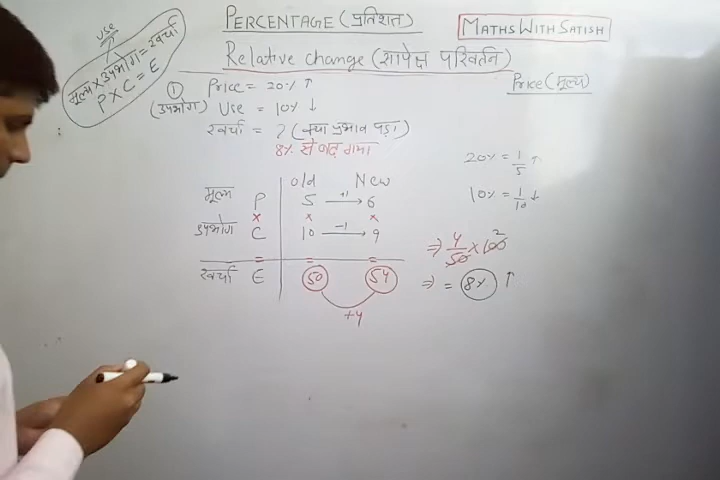 PERCENTAGE (प्रतिशत)
MATHS WITH SATISH
Relative change (सापेक्ष परिवर्तन)
use
मूल्य × उपभोग = खर्चा
P × C = E
Price (मूल्य)
① Price = 20% ↑
(उपभोग) Use = 10% ↓
खर्चा = ? (क्या प्रभाव पड़ा)
8% से बढ़ गया
20% = 1/5 ↑
10% = 1/10 ↓
old New
मूल्य P 5 +1→ 6
× × ×
उपभोग C 10 -1→ 9
= = =
खर्चा E 50 54
+4
⇒ 4/50 × 100 2
⇒ = 8% ↑